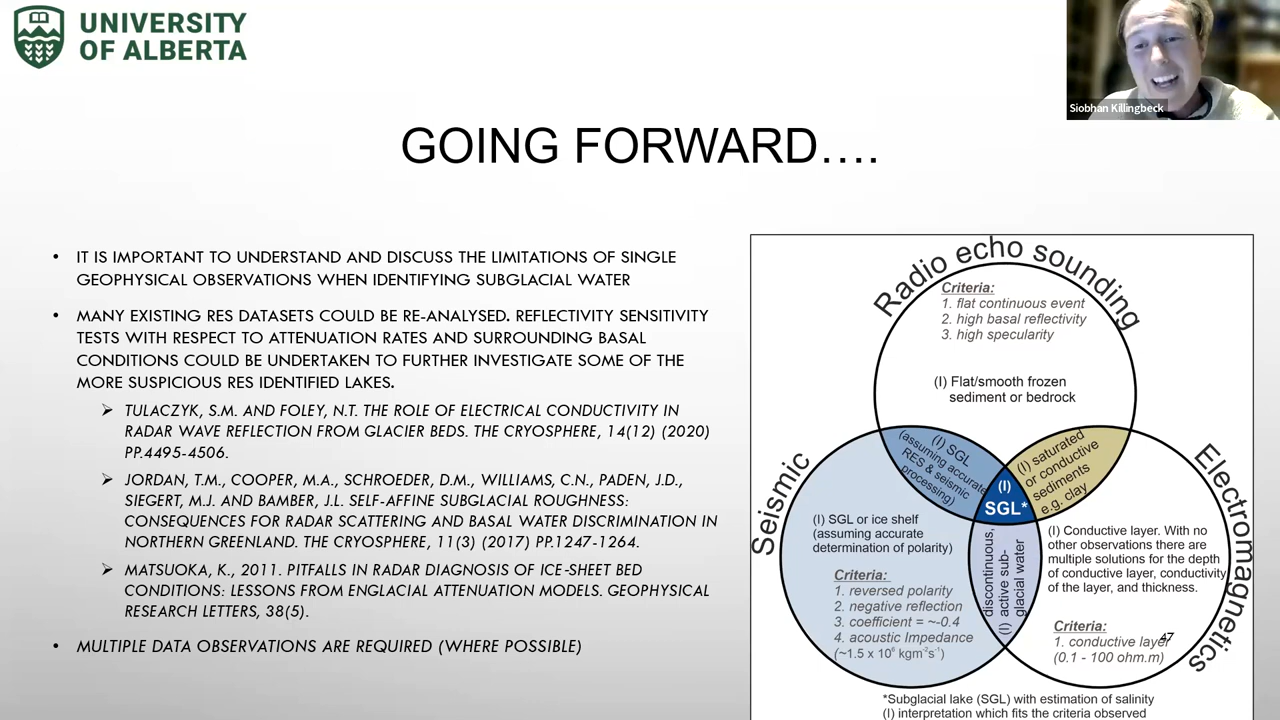 UNIVERSITY
OF ALBERTA
Siobhan Killingbeck
GOING FORWARD....
• IT IS IMPORTANT TO UNDERSTAND AND DISCUSS THE LIMITATIONS OF SINGLE
GEOPHYSICAL OBSERVATIONS WHEN IDENTIFYING SUBGLACIAL WATER
• MANY EXISTING RES DATASETS COULD BE RE-ANALYSED. REFLECTIVITY SENSITIVITY
TESTS WITH RESPECT TO ATTENUATION RATES AND SURROUNDING BASAL
CONDITIONS COULD BE UNDERTAKEN TO FURTHER INVESTIGATE SOME OF THE
MORE SUSPICIOUS RES IDENTIFIED LAKES.
➢ TULACZYK, S.M. AND FOLEY, N.T. THE ROLE OF ELECTRICAL CONDUCTIVITY IN
RADAR WAVE REFLECTION FROM GLACIER BEDS. THE CRYOSPHERE, 14(12) (2020)
PP.4495-4506.
➢ JORDAN, T.M., COOPER, M.A., SCHROEDER, D.M., WILLIAMS, C.N., PADEN, J.D.,
SIEGERT, M.J. AND BAMBER, J.L. SELF-AFFINE SUBGLACIAL ROUGHNESS:
CONSEQUENCES FOR RADAR SCATTERING AND BASAL WATER DISCRIMINATION IN
NORTHERN GREENLAND. THE CRYOSPHERE, 11(3) (2017) PP.1247-1264.
➢ MATSUOKA, K., 2011. PITFALLS IN RADAR DIAGNOSIS OF ICE-SHEET BED
CONDITIONS: LESSONS FROM ENGLACIAL ATTENUATION MODELS. GEOPHYSICAL
RESEARCH LETTERS, 38(5).
• MULTIPLE DATA OBSERVATIONS ARE REQUIRED (WHERE POSSIBLE)
Radio echo sounding
Criteria:
1. flat continuous event
2. high basal reflectivity
3. high specularity
(I) Flat/smooth frozen
sediment or bedrock
(I) SGL
(assuming accurate
RES & seismic
processing)
(I) saturated
or conductive
sediments
e.g. clay
(I)
SGL*
Seismic
(I) SGL or ice shelf
(assuming accurate
determination of polarity)
Criteria:
1. reversed polarity
2. negative reflection
3. coefficient = ~-0.4
4. acoustic Impedance
(~1.5 x 10⁶ kgm⁻²s⁻¹)
(I) discontinuous,
active sub-
glacial water
Electromagnetics
(I) Conductive layer. With no
other observations there are
multiple solutions for the depth
of conductive layer, conductivity
of the layer, and thickness.
Criteria:
1. conductive layer
(0.1 - 100 ohm.m)
47
*Subglacial lake (SGL) with estimation of salinity
(I) interpretation which fits the criteria observed